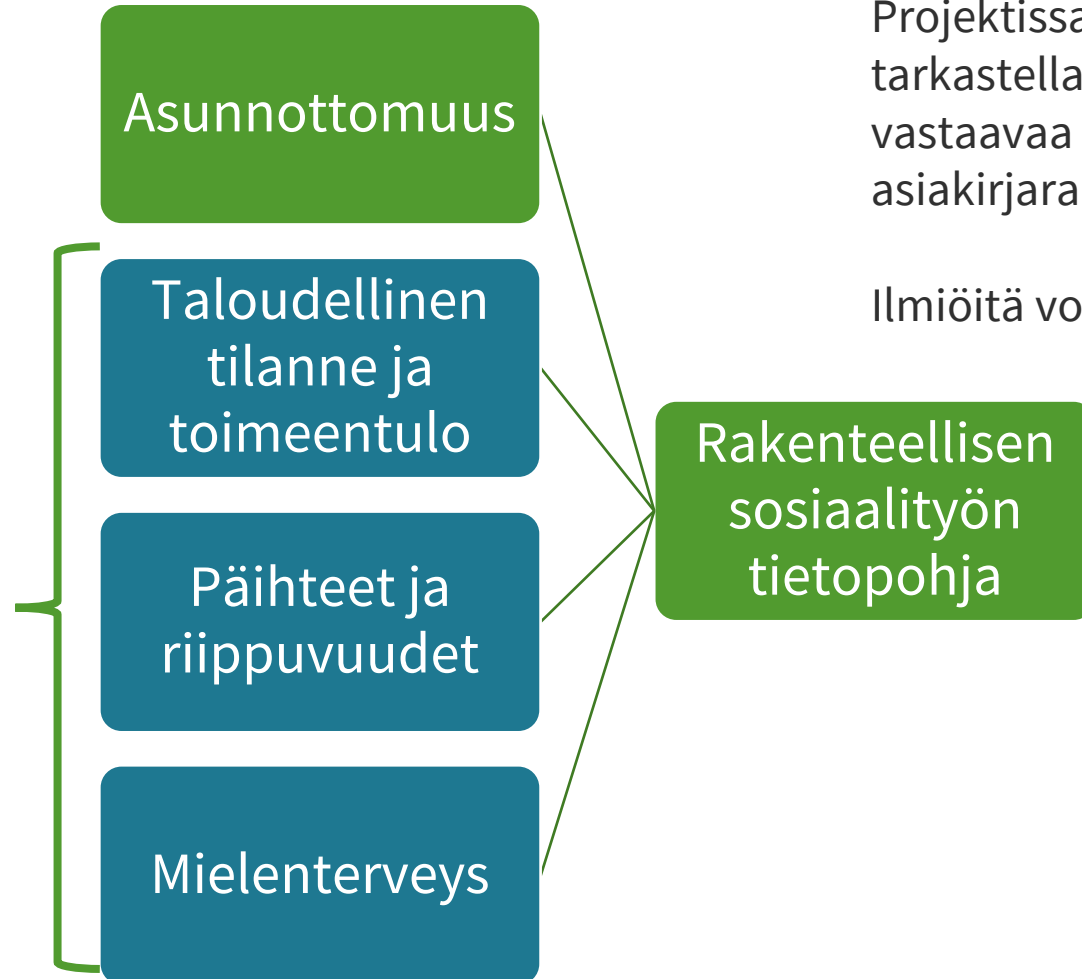 Asunnottomuus
Taloudellinen
tilanne ja
toimeentulo
Päihteet ja
riippuvuudet
Mielenterveys
Rakenteellisen
sosiaalityön
tietopohja
Projektissa
tarkastella
vastaavaa
asiakirjara
Ilmiöitä vo